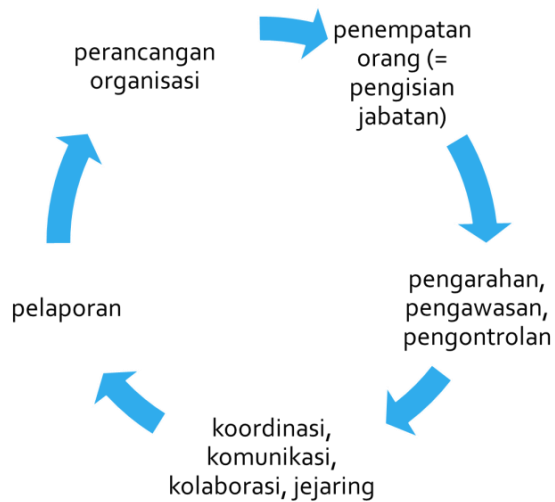 perancangan
organisasi
penempatan
orang (=
pengisian
jabatan)
pengarahan,
pengawasan,
pengontrolan
koordinasi,
komunikasi,
kolaborasi, jejaring
pelaporan